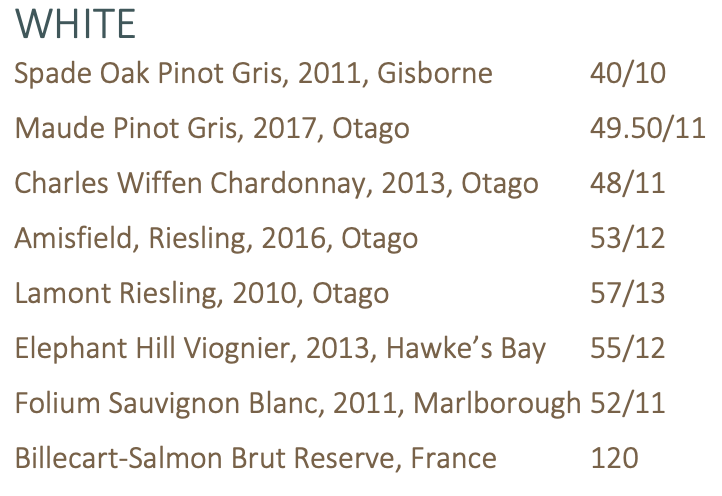 WHITE
Spade Oak Pinot Gris, 2011, Gisborne 40/10
Maude Pinot Gris, 2017, Otago 49.50/11
Charles Wiffen Chardonnay, 2013, Otago 48/11
Amisfield, Riesling, 2016, Otago 53/12
Lamont Riesling, 2010, Otago 57/13
Elephant Hill Viognier, 2013, Hawke’s Bay 55/12
Folium Sauvignon Blanc, 2011, Marlborough 52/11
Billecart-Salmon Brut Reserve, France 120